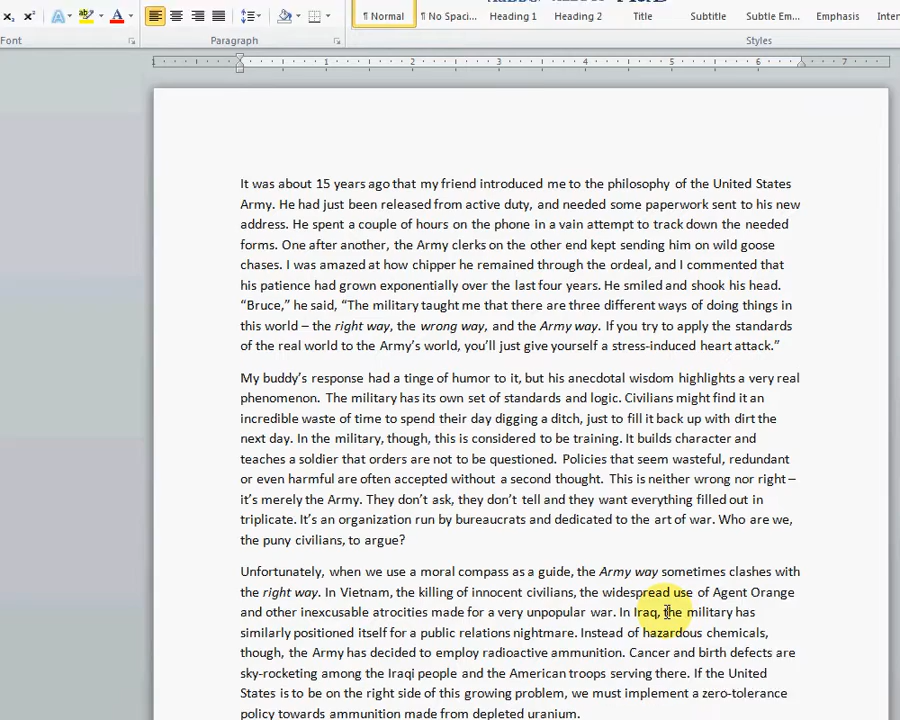 ¶ Normal ¶ No Spaci... Heading 1 Heading 2 Title Subtitle Subtle Em... Emphasis
Font Paragraph Styles
1 1 2 3 4 5 6 7
It was about 15 years ago that my friend introduced me to the philosophy of the United States
Army. He had just been released from active duty, and needed some paperwork sent to his new
address. He spent a couple of hours on the phone in a vain attempt to track down the needed
forms. One after another, the Army clerks on the other end kept sending him on wild goose
chases. I was amazed at how chipper he remained through the ordeal, and I commented that
his patience had grown exponentially over the last four years. He smiled and shook his head.
“Bruce,” he said, “The military taught me that there are three different ways of doing things in
this world – the right way, the wrong way, and the Army way. If you try to apply the standards
of the real world to the Army’s world, you’ll just give yourself a stress-induced heart attack.”
My buddy’s response had a tinge of humor to it, but his anecdotal wisdom highlights a very real
phenomenon. The military has its own set of standards and logic. Civilians might find it an
incredible waste of time to spend their day digging a ditch, just to fill it back up with dirt the
next day. In the military, though, this is considered to be training. It builds character and
teaches a soldier that orders are not to be questioned. Policies that seem wasteful, redundant
or even harmful are often accepted without a second thought. This is neither wrong nor right –
it’s merely the Army. They don’t ask, they don’t tell and they want everything filled out in
triplicate. It’s an organization run by bureaucrats and dedicated to the art of war. Who are we,
the puny civilians, to argue?
Unfortunately, when we use a moral compass as a guide, the Army way sometimes clashes with
the right way. In Vietnam, the killing of innocent civilians, the widespread use of Agent Orange
and other inexcusable atrocities made for a very unpopular war. In Iraq, the military has
similarly positioned itself for a public relations nightmare. Instead of hazardous chemicals,
though, the Army has decided to employ radioactive ammunition. Cancer and birth defects are
sky-rocketing among the Iraqi people and the American troops serving there. If the United
States is to be on the right side of this growing problem, we must implement a zero-tolerance
policy towards ammunition made from depleted uranium.